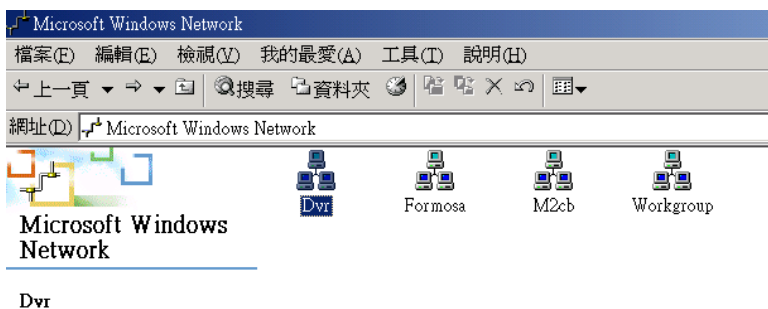 Microsoft Windows Network
檔案(F) 編輯(E) 檢視(V) 我的最愛(A) 工具(T) 說明(H)
上一頁 搜尋 資料夾
網址(D) Microsoft Windows Network
Dvr Formosa M2cb Workgroup
Microsoft Windows
Network
Dvr